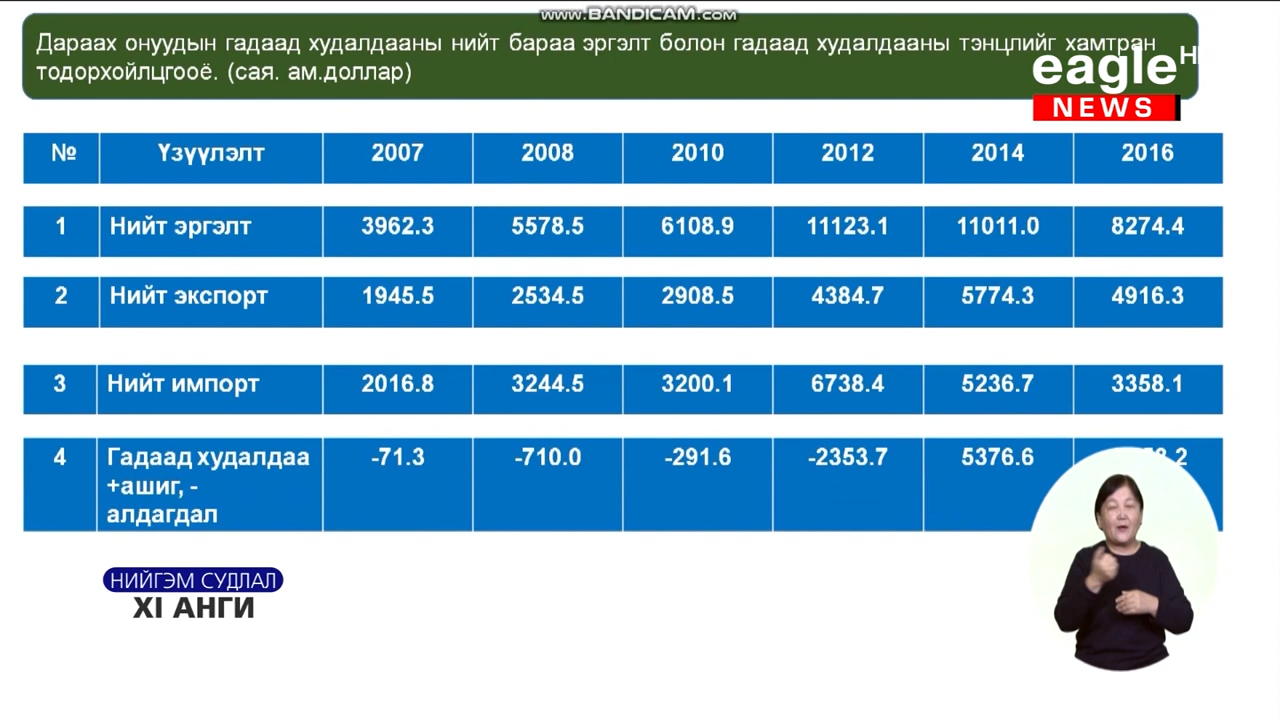 www.BANDICAM.com
Дараах онуудын гадаад худалдааны нийт бараа эргэлт болон гадаад худалдааны тэнцлийг хамтран
тодорхойлцгооё. (сая. ам.доллар)
eagle
NEWS
№ Үзүүлэлт 2007 2008 2010 2012 2014 2016
1 Нийт эргэлт 3962.3 5578.5 6108.9 11123.1 11011.0 8274.4
2 Нийт экспорт 1945.5 2534.5 2908.5 4384.7 5774.3 4916.3
3 Нийт импорт 2016.8 3244.5 3200.1 6738.4 5236.7 3358.1
4 Гадаад худалдаа -71.3 -710.0 -291.6 -2353.7 5376.6
+ашиг, -
алдагдал
НИЙГЭМ СУДЛАЛ
XI АНГИ